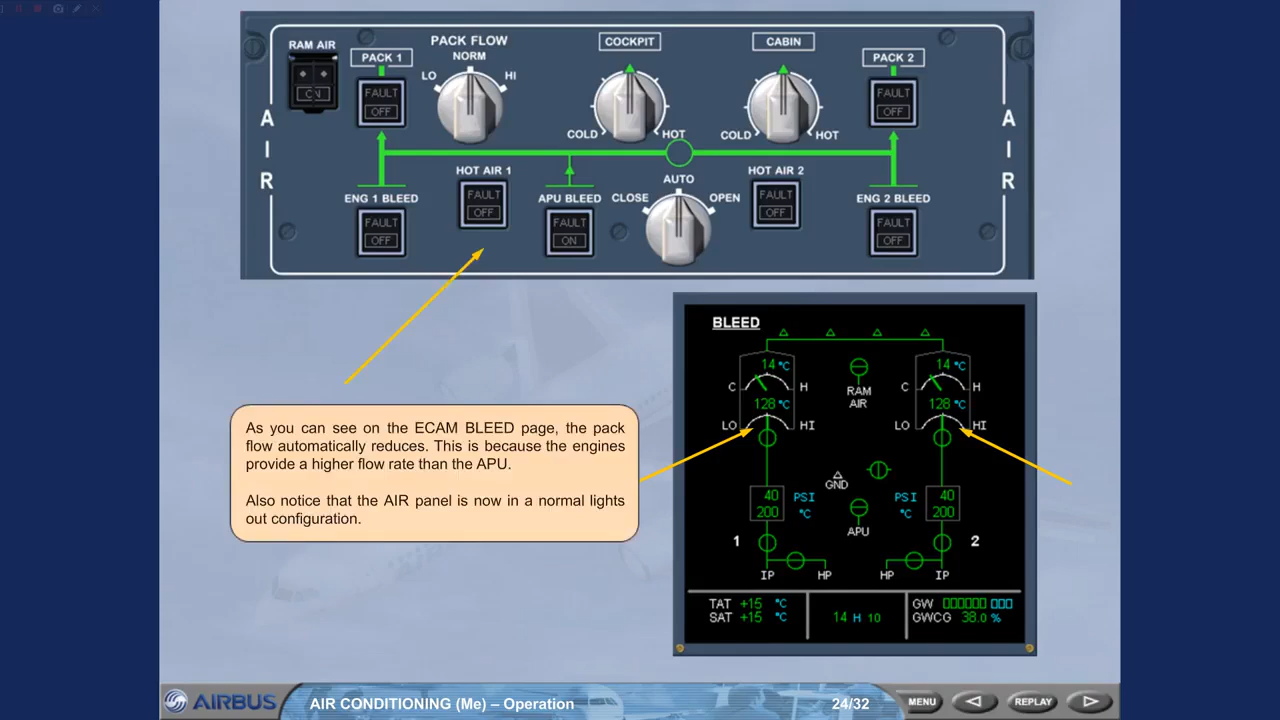 RAM AIR
ON
PACK 1
FAULT
OFF
PACK FLOW
NORM
LO
HI
COCKPIT
COLD
HOT
CABIN
COLD
HOT
PACK 2
FAULT
OFF
A
I
R
A
I
R
ENG 1 BLEED
FAULT
OFF
HOT AIR 1
FAULT
OFF
APU BLEED
FAULT
ON
AUTO
CLOSE
OPEN
HOT AIR 2
FAULT
OFF
ENG 2 BLEED
FAULT
OFF
As you can see on the ECAM BLEED page, the pack
flow automatically reduces. This is because the engines
provide a higher flow rate than the APU.
Also notice that the AIR panel is now in a normal lights
out configuration.
BLEED
14 °C
14 °C
C
H
RAM
AIR
C
H
128 °C
128 °C
LO
HI
LO
HI
GND
40
PSI
PSI
40
200
°C
°C
200
APU
1
2
IP
HP
HP
IP
TAT +15 °C
SAT +15 °C
14 H 10
GW
GWCG 38.0 %
AIRBUS
AIR CONDITIONING (Me) – Operation
24/32
MENU
REPLAY